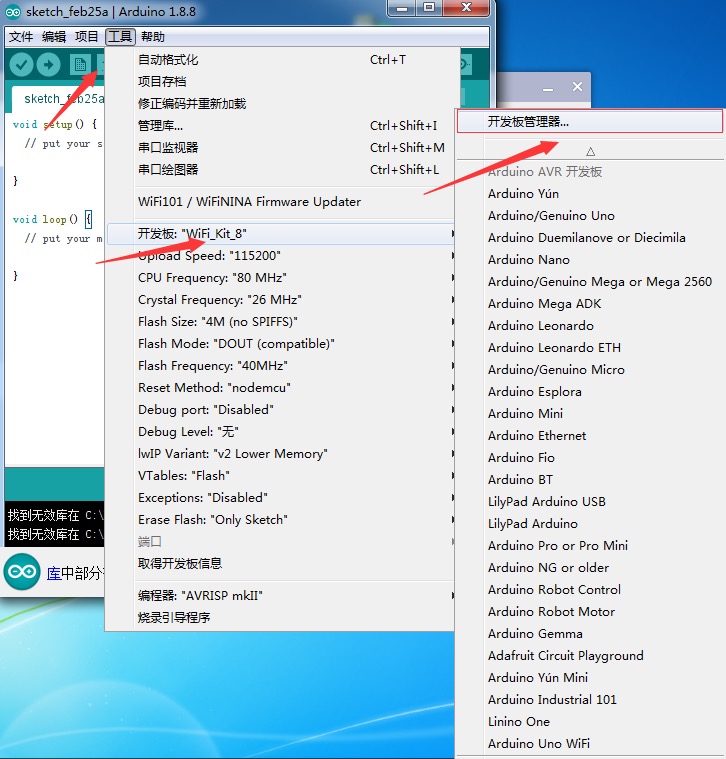 sketch_feb25a | Arduino 1.8.8
文件 编辑 项目 工具 帮助
sketch_feb25a
void setup() {
// put your s
}
void loop() {
// put your m
}
找到无效库在 C:\
找到无效库在 C:\
库中部分
自动格式化 Ctrl+T
项目存档
修正编码并重新加载
管理库... Ctrl+Shift+I
串口监视器 Ctrl+Shift+M
串口绘图器 Ctrl+Shift+L
WiFi101 / WiFiNINA Firmware Updater
开发板: "WiFi_Kit_8"
Upload Speed: "115200"
CPU Frequency: "80 MHz"
Crystal Frequency: "26 MHz"
Flash Size: "4M (no SPIFFS)"
Flash Mode: "DOUT (compatible)"
Flash Frequency: "40MHz"
Reset Method: "nodemcu"
Debug port: "Disabled"
Debug Level: "无"
lwIP Variant: "v2 Lower Memory"
VTables: "Flash"
Exceptions: "Disabled"
Erase Flash: "Only Sketch"
端口
取得开发板信息
编程器: "AVRISP mkII"
烧录引导程序
开发板管理器...
Arduino AVR 开发板
Arduino Yún
Arduino/Genuino Uno
Arduino Duemilanove or Diecimila
Arduino Nano
Arduino/Genuino Mega or Mega 2560
Arduino Mega ADK
Arduino Leonardo
Arduino Leonardo ETH
Arduino/Genuino Micro
Arduino Esplora
Arduino Mini
Arduino Ethernet
Arduino Fio
Arduino BT
LilyPad Arduino USB
LilyPad Arduino
Arduino Pro or Pro Mini
Arduino NG or older
Arduino Robot Control
Arduino Robot Motor
Arduino Gemma
Adafruit Circuit Playground
Arduino Yún Mini
Arduino Industrial 101
Linino One
Arduino Uno WiFi